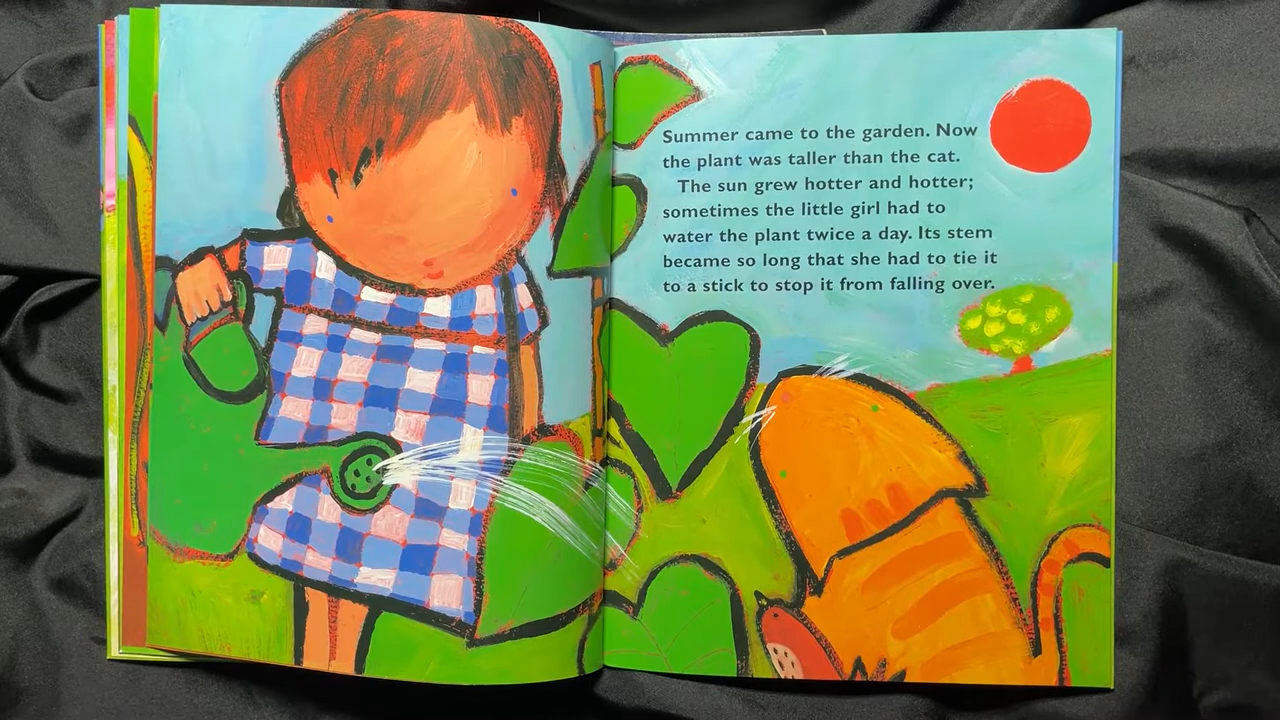 Summer came to the garden. Now
the plant was taller than the cat.
The sun grew hotter and hotter;
sometimes the little girl had to
water the plant twice a day. Its stem
became so long that she had to tie it
to a stick to stop it from falling over.